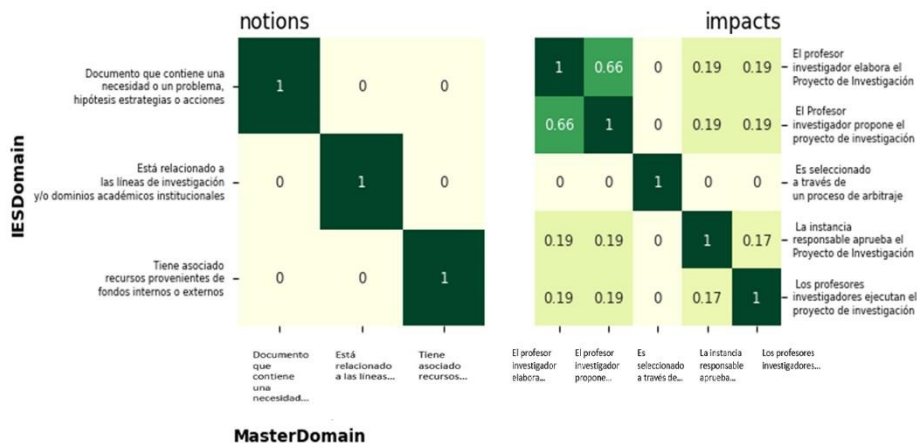 notions
impacts
Documento que contiene una
necesidad o un problema,
hipótesis estrategias o acciones
Está relacionado a
las líneas de investigación
y/o dominios académicos institucionales
Tiene asociado
recursos provenientes de
fondos internos o externos
IESDomain
1 0 0
0 1 0
0 0 1
1 0.66 0 0.19 0.19
0.66 1 0 0.19 0.19
0 0 1 0 0
0.19 0.19 0 1 0.17
0.19 0.19 0 0.17 1
El profesor
investigador elabora el
Proyecto de Investigación
El Profesor
investigador propone el
proyecto de investigación
Es seleccionado
a través de
un proceso de arbitraje
La instancia
responsable aprueba el
Proyecto de Investigación
Los profesores
investigadores ejecutan el
proyecto de investigación
Documento
que
contiene
una
necesidad...
Está
relacionado
a las líneas...
Tiene
asociado
recursos...
El profesor
investigador
elabora...
El profesor
investigador
propone...
Es
seleccionado
a través de...
La instancia
responsable
aprueba...
Los profesores
investigadores...
MasterDomain